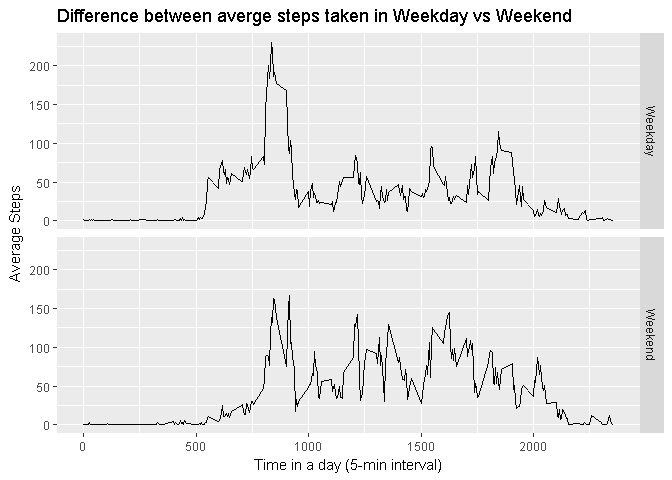 Difference between averge steps taken in Weekday vs Weekend
200
150
100
50
0
Weekday
200
150
100
50
0
Weekend
Average Steps
0 500 1000 1500 2000
Time in a day (5-min interval)